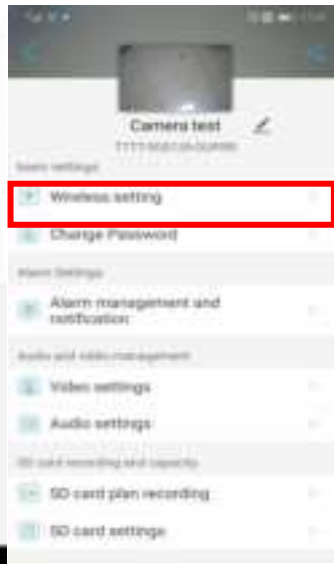 Camera test
Basic settings
Wireless setting
Change Password
Alarm Settings
Alarm management and
notification
Audio and video management
Video settings
Audio settings
SD card recording and capacity
SD card plan recording
SD card settings